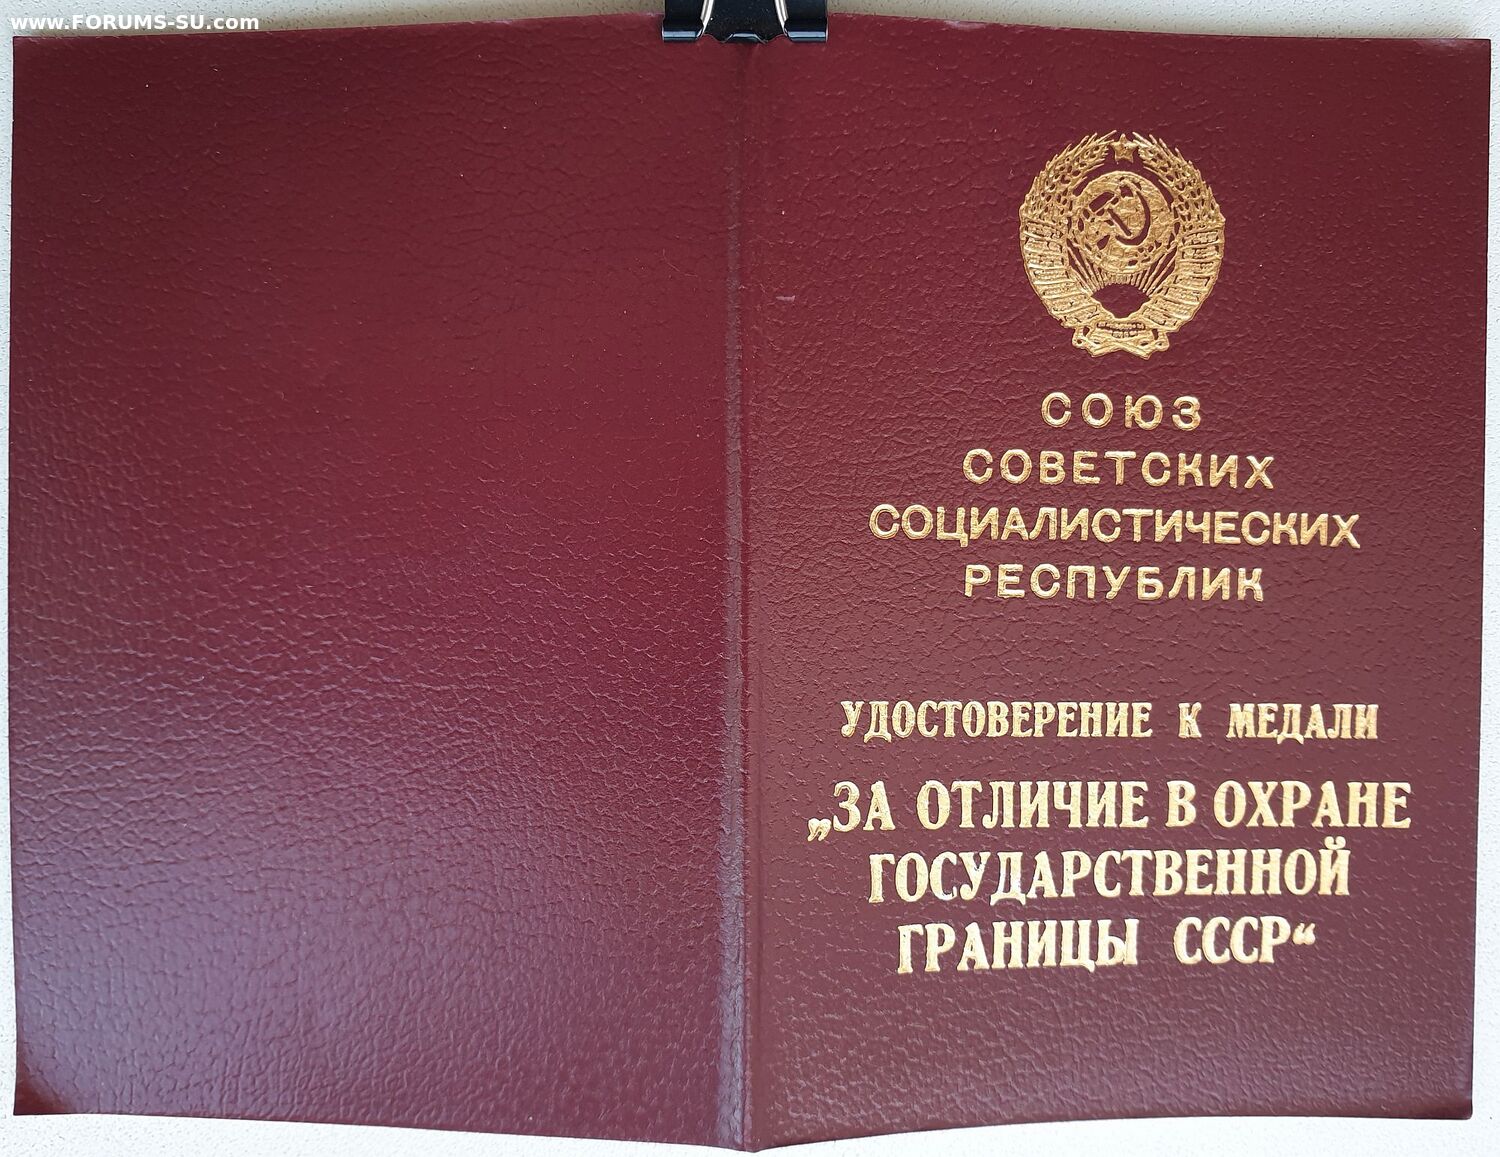 www.FORUMS-SU.com
СОЮЗ
СОВЕТСКИХ
СОЦИАЛИСТИЧЕСКИХ
РЕСПУБЛИК
УДОСТОВЕРЕНИЕ К МЕДАЛИ
„ЗА ОТЛИЧИЕ В ОХРАНЕ
ГОСУДАРСТВЕННОЙ
ГРАНИЦЫ СССР“